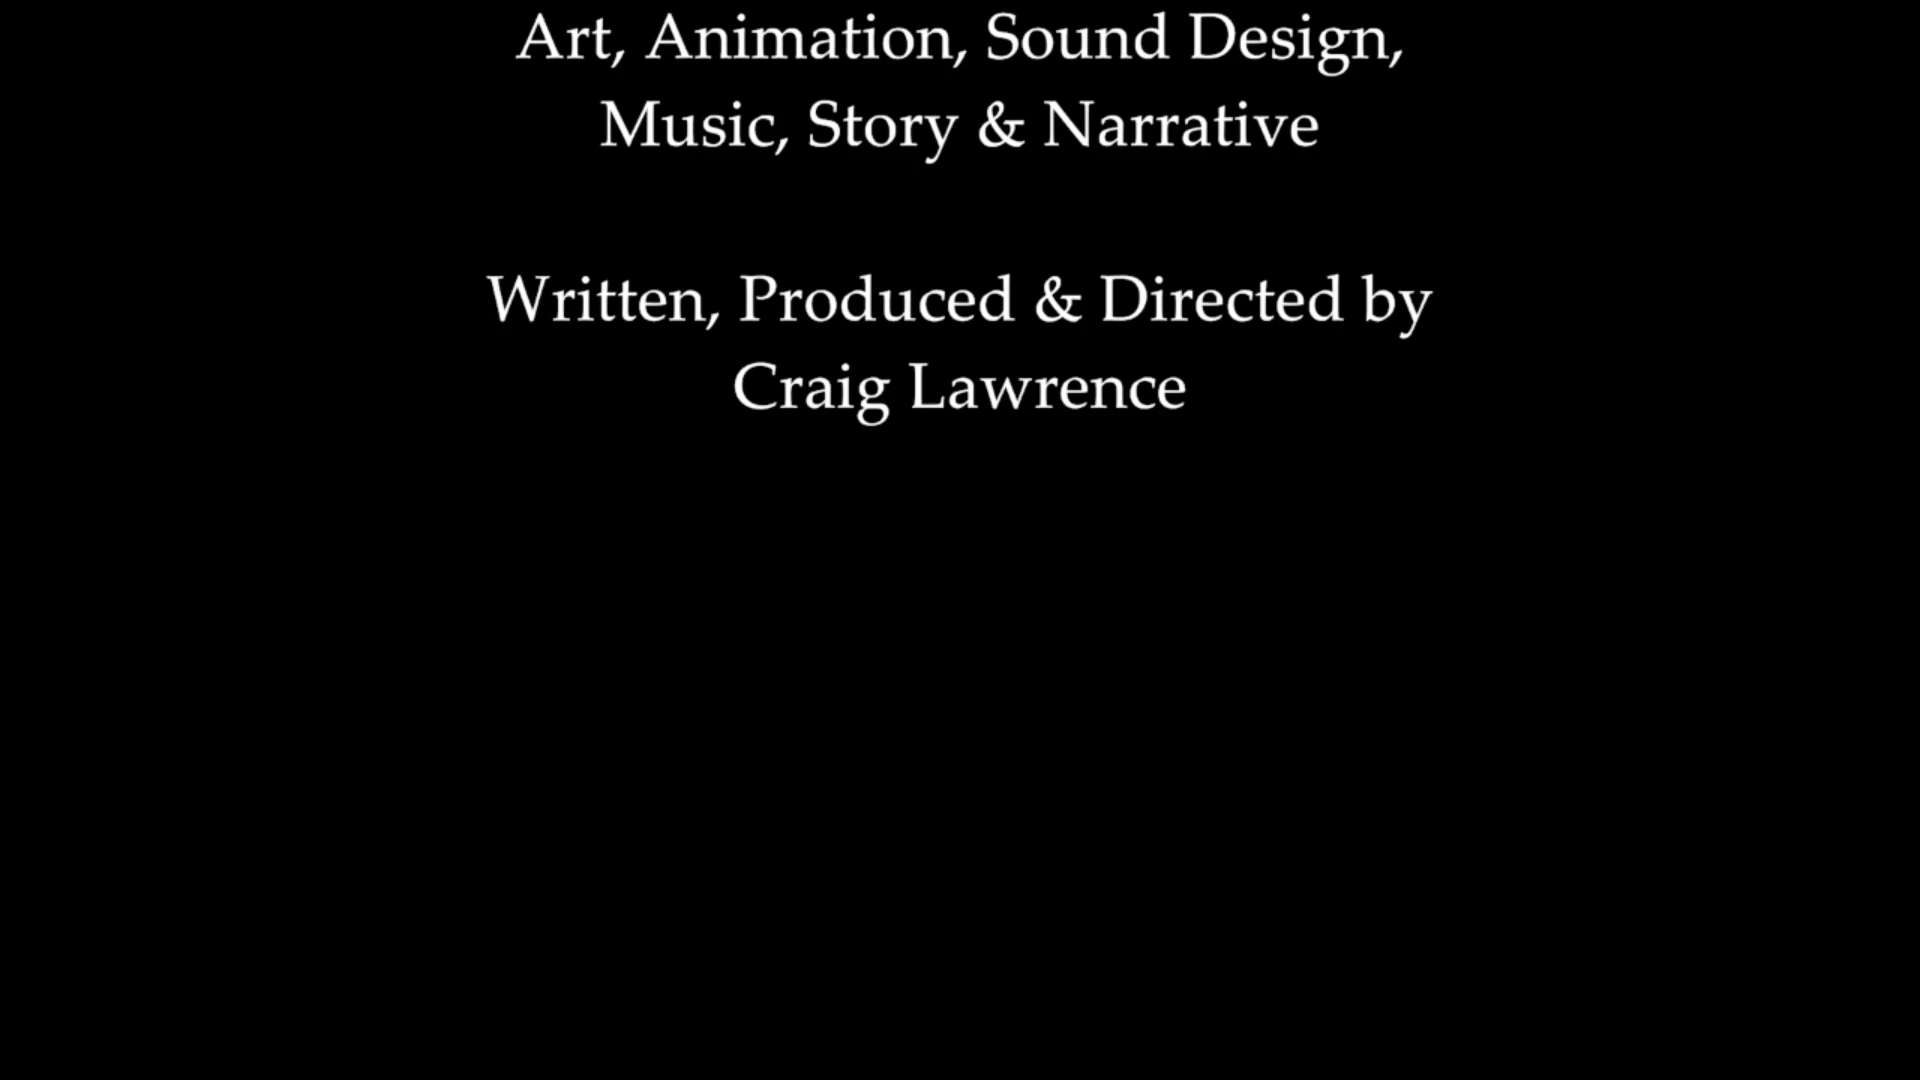 Art, Animation, Sound Design,
Music, Story & Narrative
Written, Produced & Directed by
Craig Lawrence